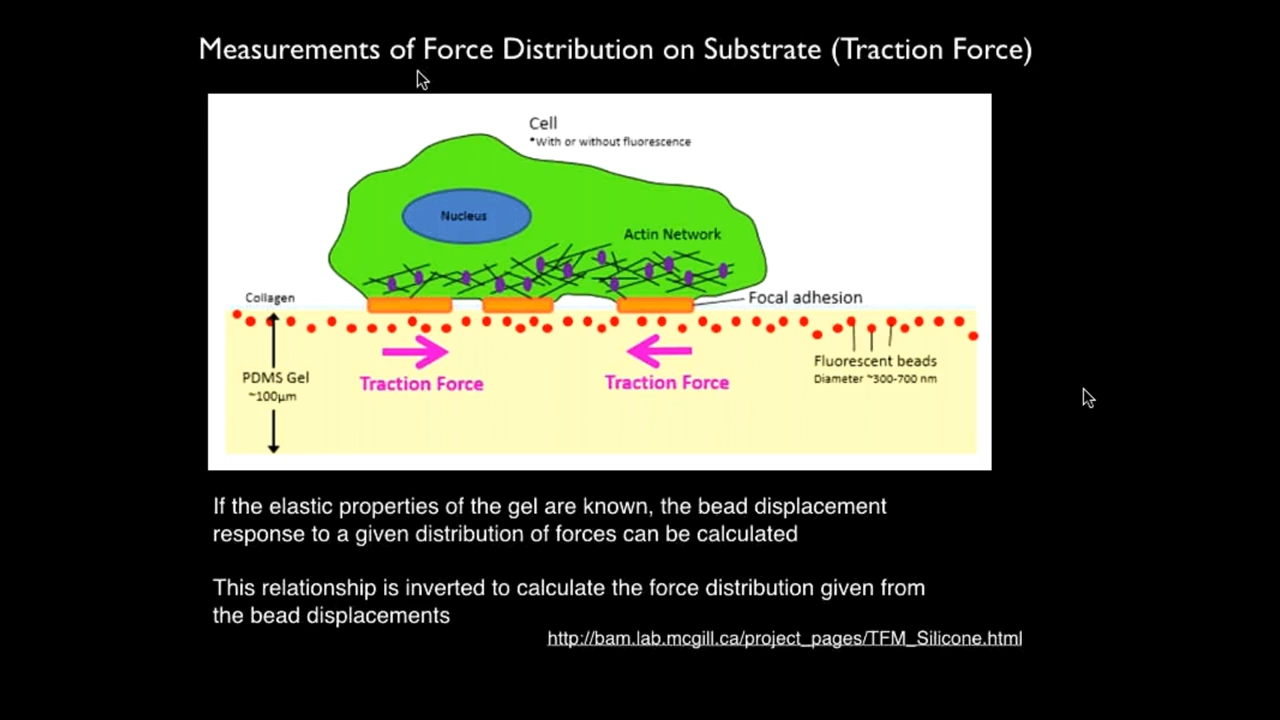 Measurements of Force Distribution on Substrate (Traction Force)
Cell
*With or without fluorescence
Nucleus
Actin Network
Collagen
Focal adhesion
PDMS Gel
~100μm
Traction Force
Traction Force
Fluorescent beads
Diameter ~300-700 nm
If the elastic properties of the gel are known, the bead displacement
response to a given distribution of forces can be calculated
This relationship is inverted to calculate the force distribution given from
the bead displacements
http://bam.lab.mcgill.ca/project_pages/TFM_Silicone.html